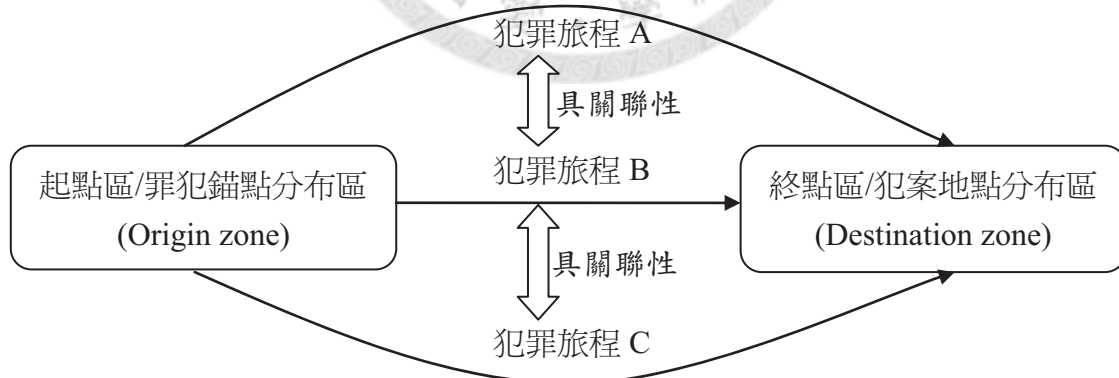 犯罪旅程 A
具關聯性
起點區/罪犯錨點分布區
(Origin zone)
犯罪旅程 B
終點區/犯案地點分布區
(Destination zone)
具關聯性
犯罪旅程 C